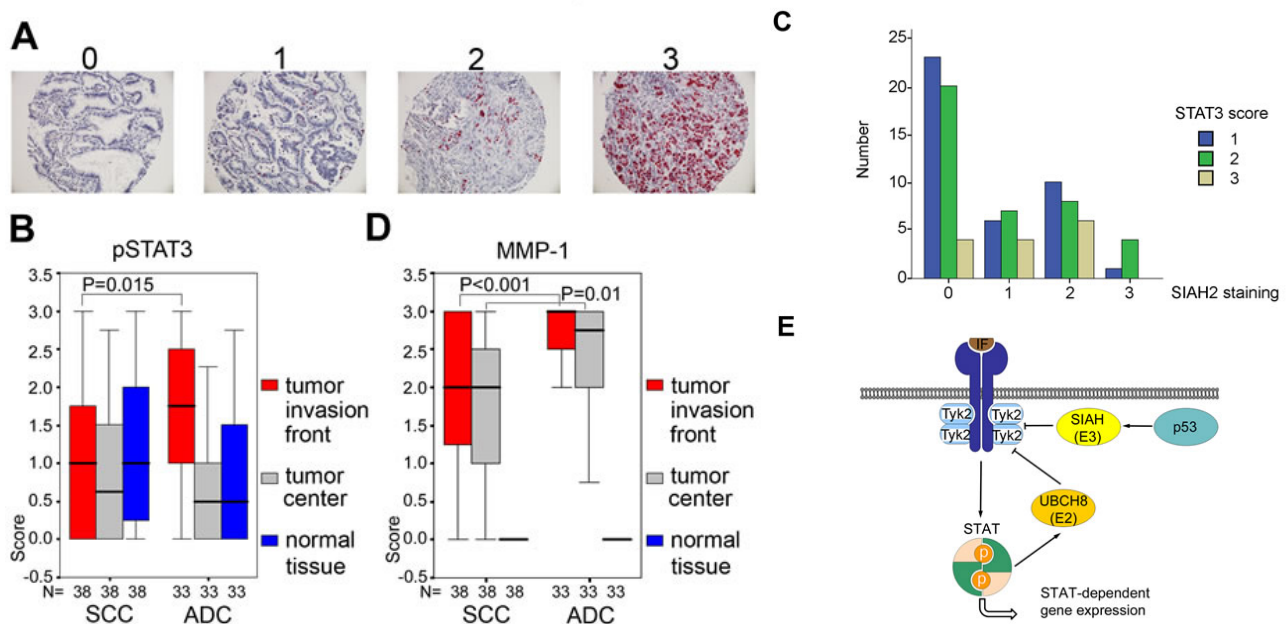 A
0 1 2 3
B
pSTAT3
3.5
3.0
2.5
2.0
1.5
1.0
0.5
0.0
-0.5
Score
P=0.015
N= 38 38 38 33 33 33
SCC ADC
tumor
invasion
front
tumor
center
normal
tissue
D
MMP-1
3.5
3.0
2.5
2.0
1.5
1.0
0.5
0.0
-0.5
Score
P<0.001
P=0.01
N= 38 38 38 33 33 33
SCC ADC
tumor
invasion
front
tumor
center
normal
tissue
C
25
20
15
10
5
0
Number
0 1 2 3 SIAH2 staining
STAT3 score
1
2
3
E
IF
Tyk2 Tyk2
Tyk2 Tyk2
SIAH
(E3)
p53
UBCH8
(E2)
STAT
p
p
STAT-dependent
gene expression